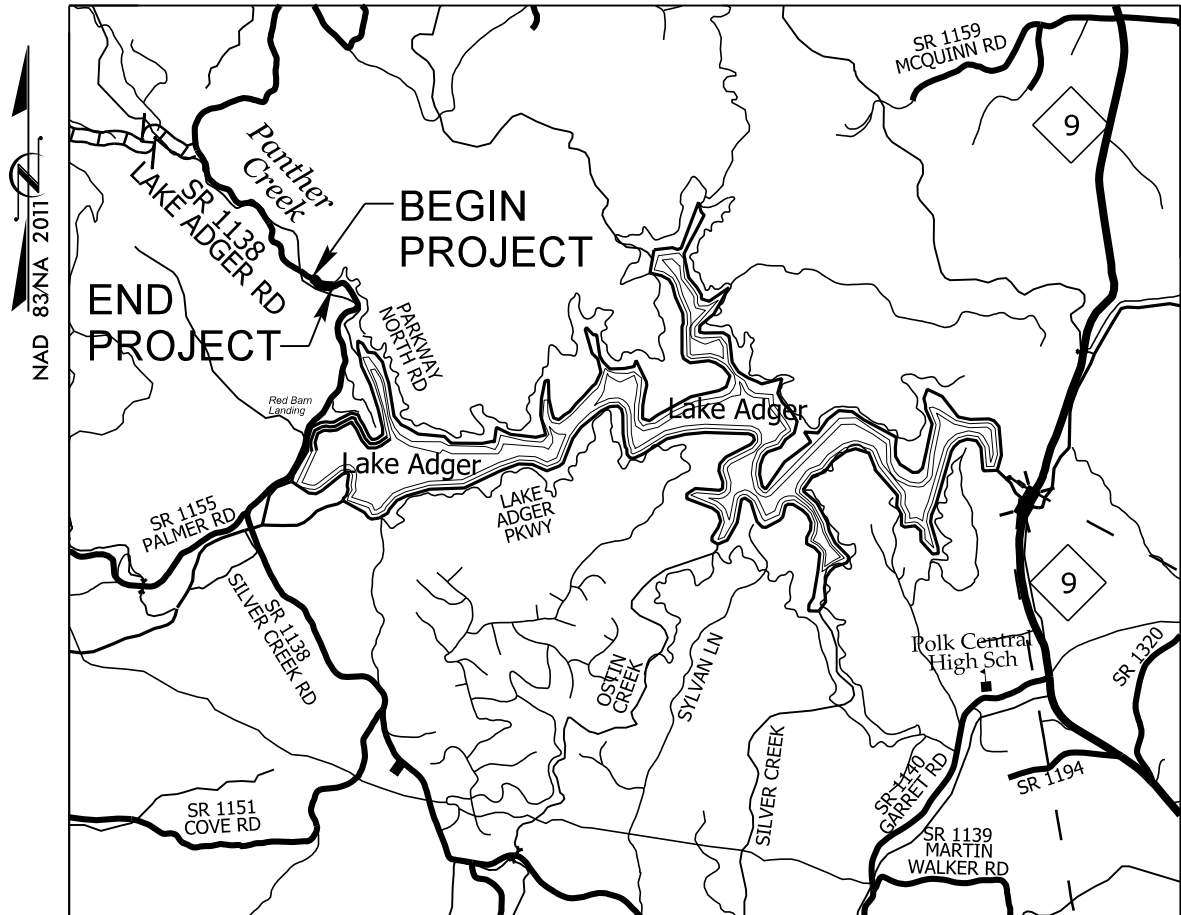 SR 1159
MCQUINN RD
9
Panther
Creek
SR 1138
LAKE ADGER RD
BEGIN
PROJECT
NAD 83/NA 2011
N
END
PROJECT
PARKWAY
NORTH RD
Red Barn
Landing
Lake Adger
Lake Adger
SR 1155
PALMER RD
LAKE
ADGER
PKWY
SR 1138
SILVER CREEK RD
9
Polk Central
High Sch
SR 1320
OSTIN
CREEK
SYLVAN LN
SILVER CREEK
SR 1140
GARRET RD
SR 1194
SR 1151
COVE RD
SR 1139
MARTIN
WALKER RD